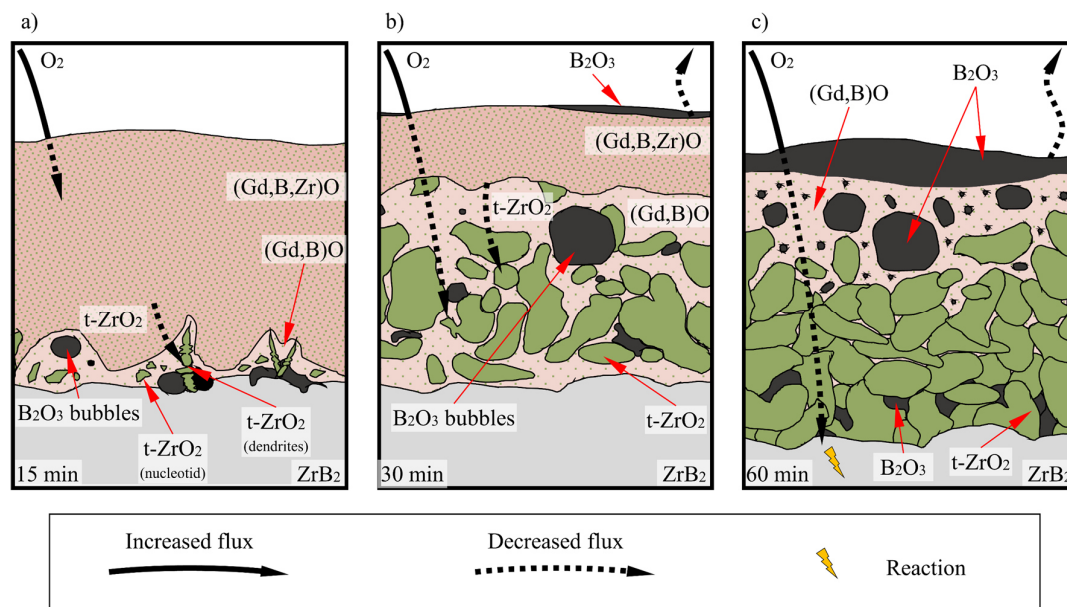 a)
O₂
(Gd,B,Zr)O
(Gd,B)O
t-ZrO₂
B₂O₃ bubbles
t-ZrO₂
(nucleotid)
t-ZrO₂
(dendrites)
15 min
ZrB₂
b)
O₂
B₂O₃
(Gd,B,Zr)O
t-ZrO₂
(Gd,B)O
B₂O₃ bubbles
t-ZrO₂
30 min
ZrB₂
c)
O₂
B₂O₃
(Gd,B)O
B₂O₃
t-ZrO₂
60 min
ZrB₂
Increased flux
Decreased flux
Reaction